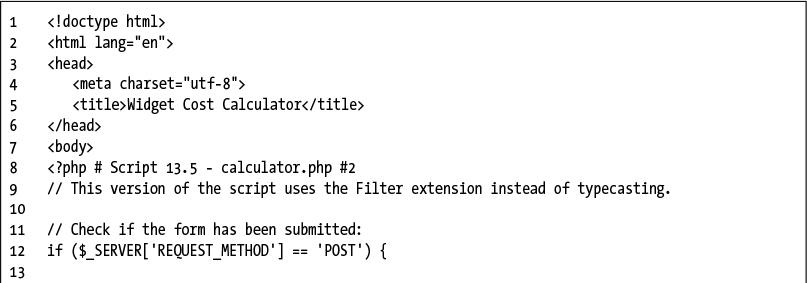 1 <!doctype html>
2 <html lang="en">
3 <head>
4 <meta charset="utf-8">
5 <title>Widget Cost Calculator</title>
6 </head>
7 <body>
8 <?php # Script 13.5 - calculator.php #2
9 // This version of the script uses the Filter extension instead of typecasting.
10
11 // Check if the form has been submitted:
12 if ($_SERVER['REQUEST_METHOD'] == 'POST') {
13